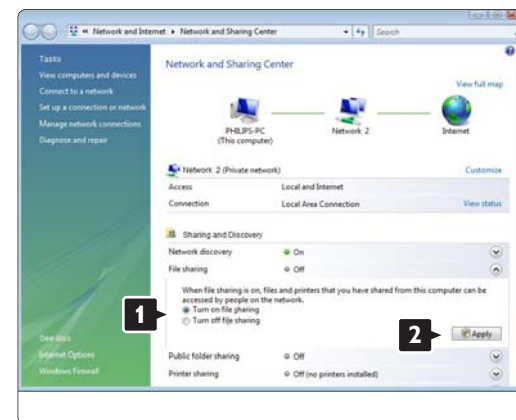 « Network and Internet ▸ Network and Sharing Center
Search
Tasks
View computers and devices
Connect to a network
Set up a connection or network
Manage network connections
Diagnose and repair
See also
Internet Options
Windows Firewall
Network and Sharing Center
View full map
PHILIPS-PC
(This computer)
Network 2
Internet
Network 2 (Private network)
Customize
Access Local and Internet
Connection Local Area Connection View status
Sharing and Discovery
Network discovery On
File sharing Off
When file sharing is on, files and printers that you have shared from this computer can be
accessed by people on the network.
1
Turn on file sharing
Turn off file sharing
2
Apply
Public folder sharing Off
Printer sharing Off (no printers installed)